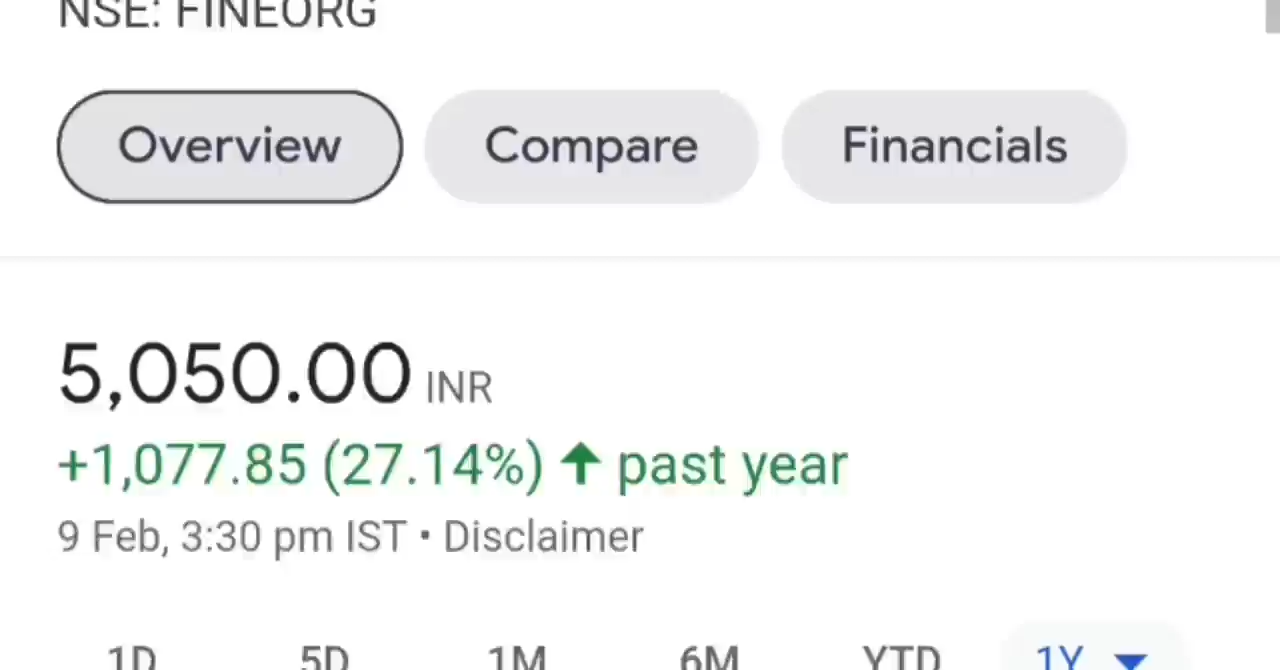 NSE: FINEORG
Overview Compare Financials
5,050.00 INR
+1,077.85 (27.14%) ↑ past year
9 Feb, 3:30 pm IST • Disclaimer
1D 5D 1M 6M YTD 1Y